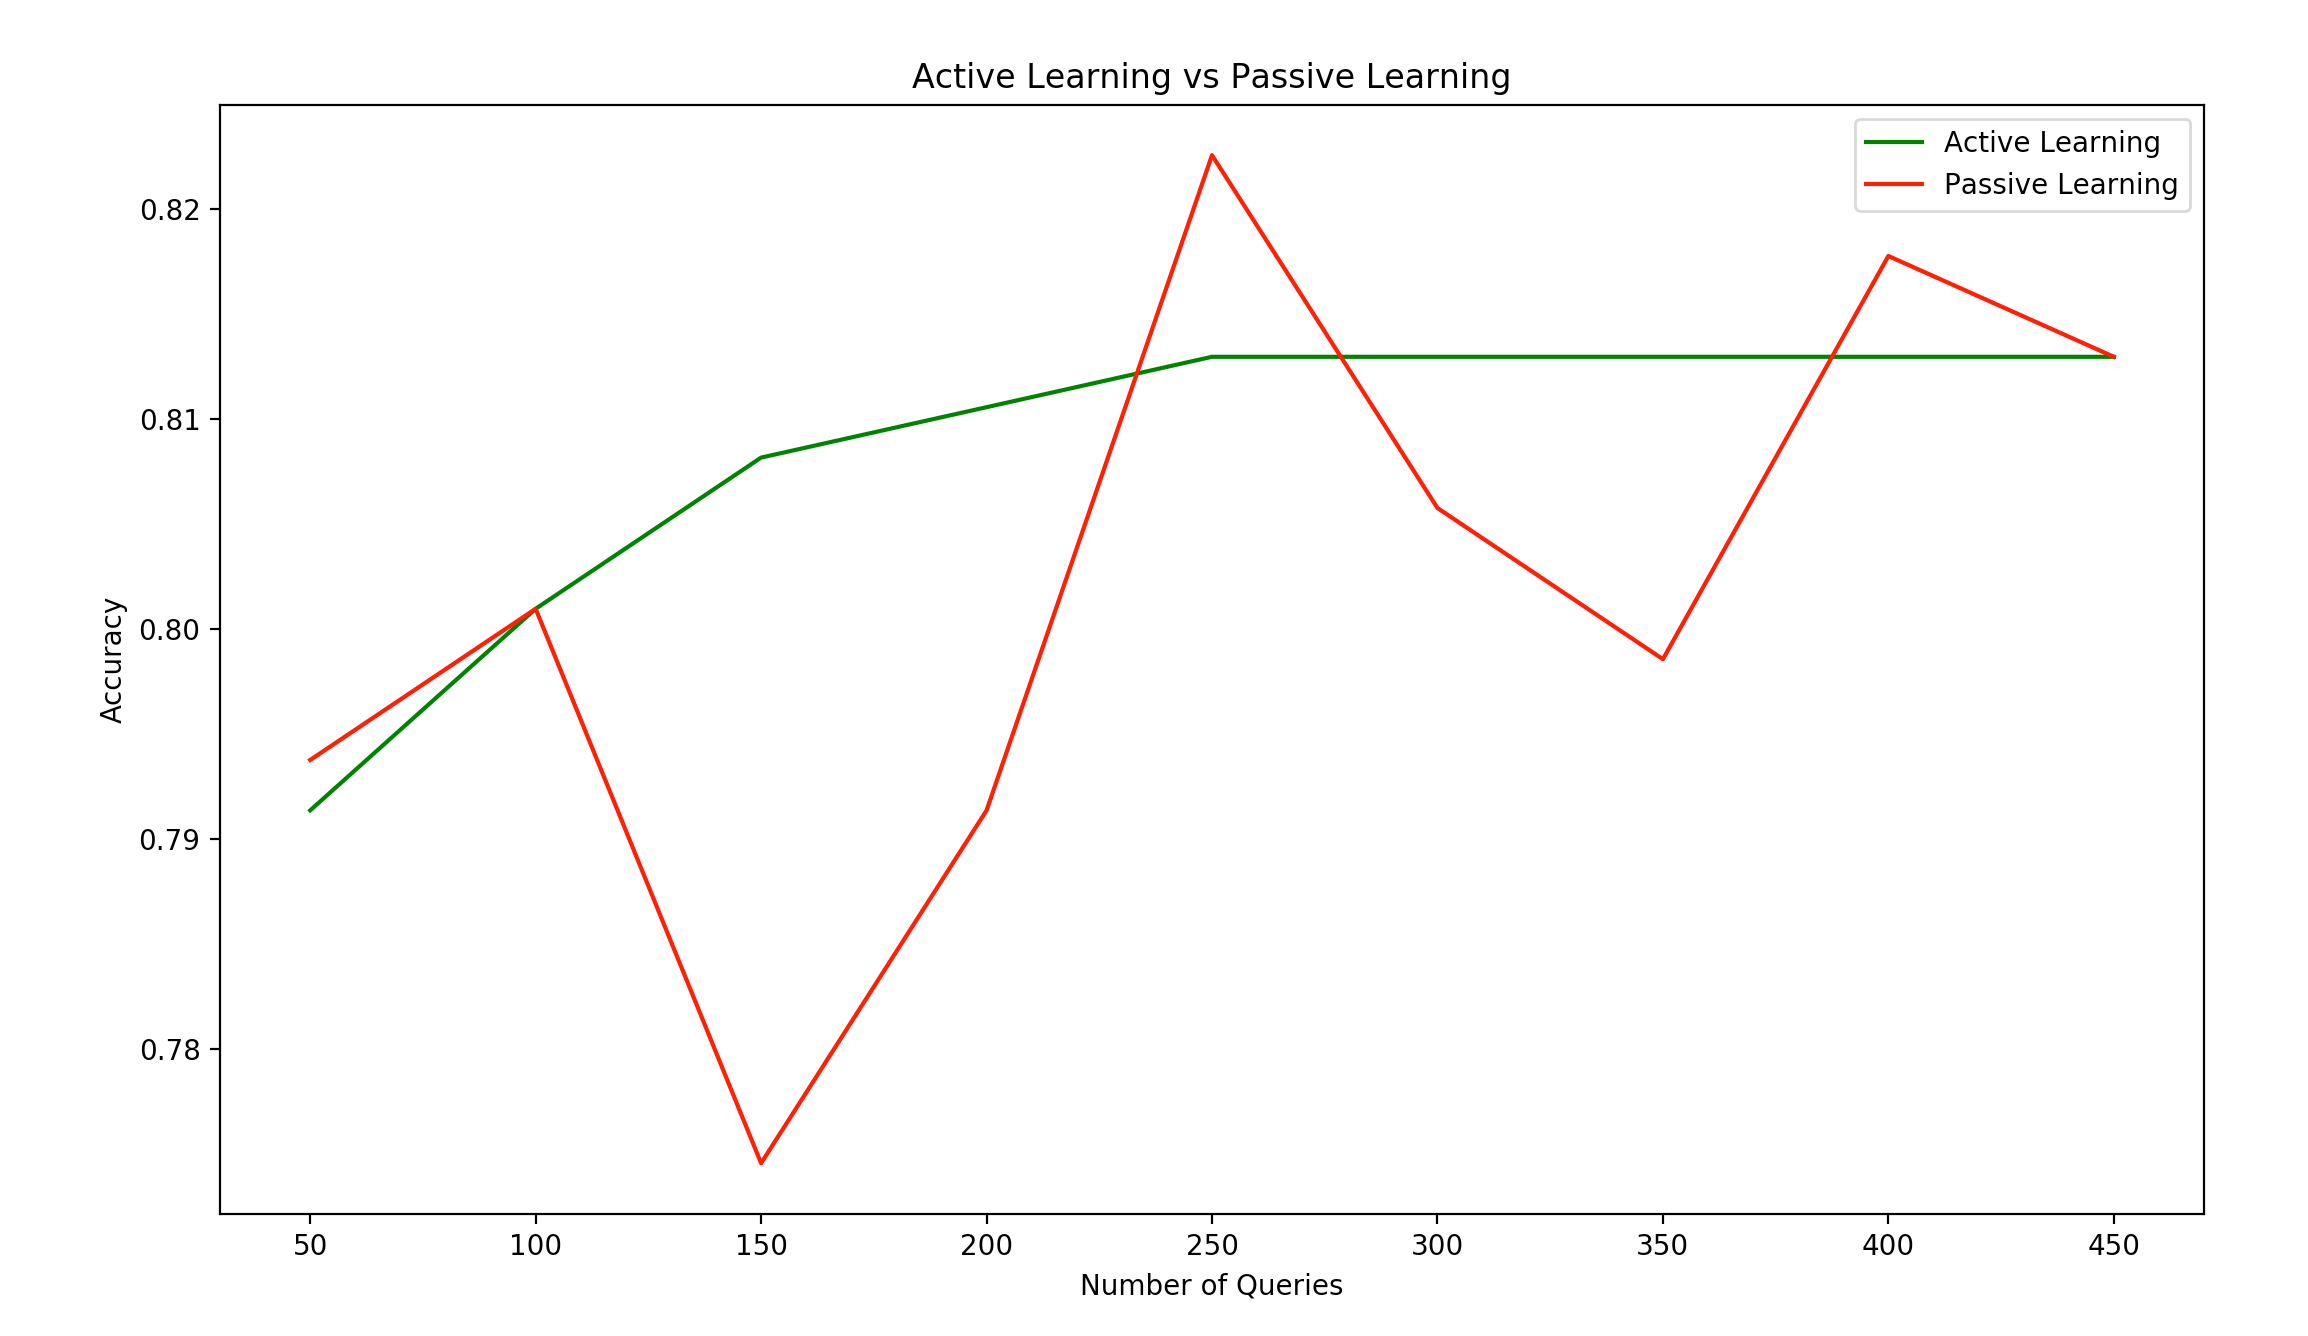 Active Learning vs Passive Learning
Active Learning
Passive Learning
0.82
0.81
0.80
0.79
0.78
Accuracy
50 100 150 200 250 300 350 400 450
Number of Queries